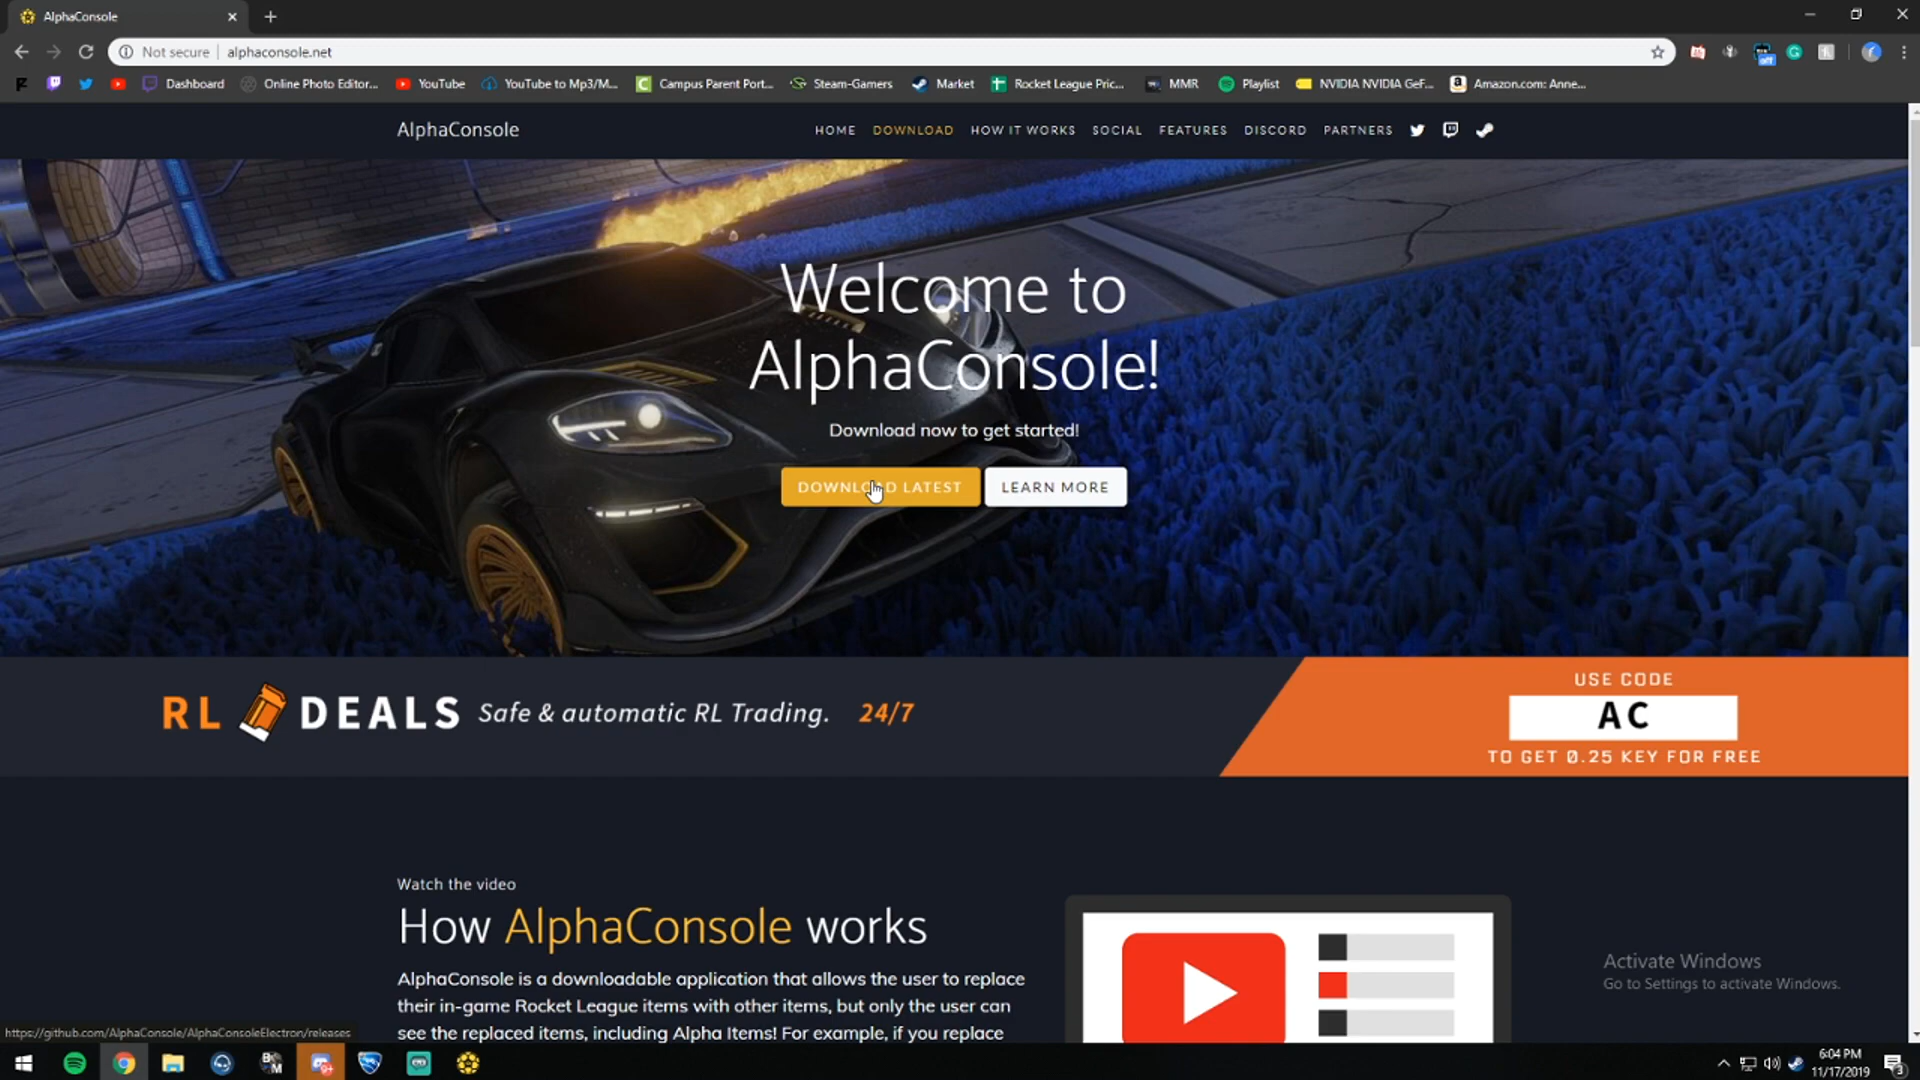 AlphaConsole
Not secure | alphaconsole.net
Dashboard Online Photo Editor... YouTube YouTube to Mp3/M... Campus Parent Port... Steam-Gamers Market Rocket League Pric... MMR Playlist NVIDIA NVIDIA GeF... Amazon.com: Anne...
AlphaConsole HOME DOWNLOAD HOW IT WORKS SOCIAL FEATURES DISCORD PARTNERS
Welcome to
AlphaConsole!
Download now to get started!
DOWNLOAD LATEST LEARN MORE
RL DEALS Safe & automatic RL Trading. 24/7
USE CODE
AC
TO GET 0.25 KEY FOR FREE
Watch the video
How AlphaConsole works
AlphaConsole is a downloadable application that allows the user to replace
their in-game Rocket League items with other items, but only the user can
see the replaced items, including Alpha Items! For example, if you replace
Activate Windows
Go to Settings to activate Windows.
https://github.com/AlphaConsole/AlphaConsoleElectron/releases
6:04 PM
11/17/2019